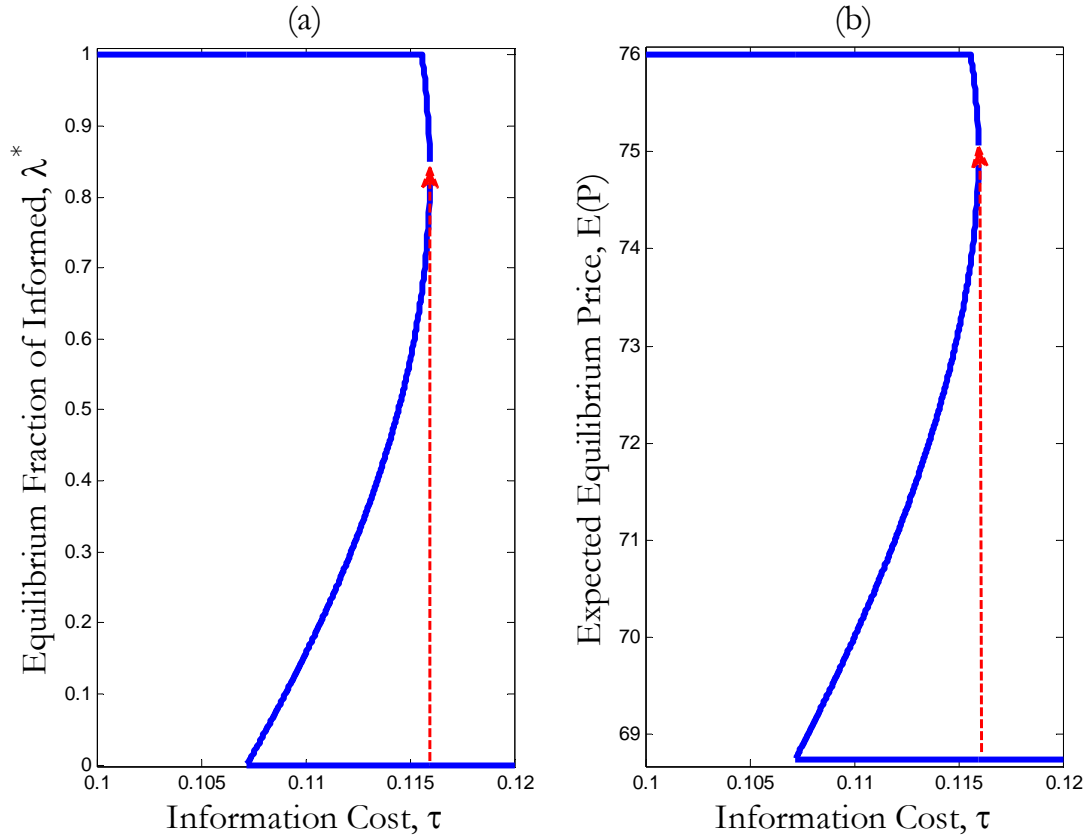 (a)
Equilibrium Fraction of Informed, λ*
1
0.9
0.8
0.7
0.6
0.5
0.4
0.3
0.2
0.1
0
0.1 0.105 0.11 0.115 0.12
Information Cost, τ
(b)
Expected Equilibrium Price, E(P)
76
75
74
73
72
71
70
69
0.1 0.105 0.11 0.115 0.12
Information Cost, τ